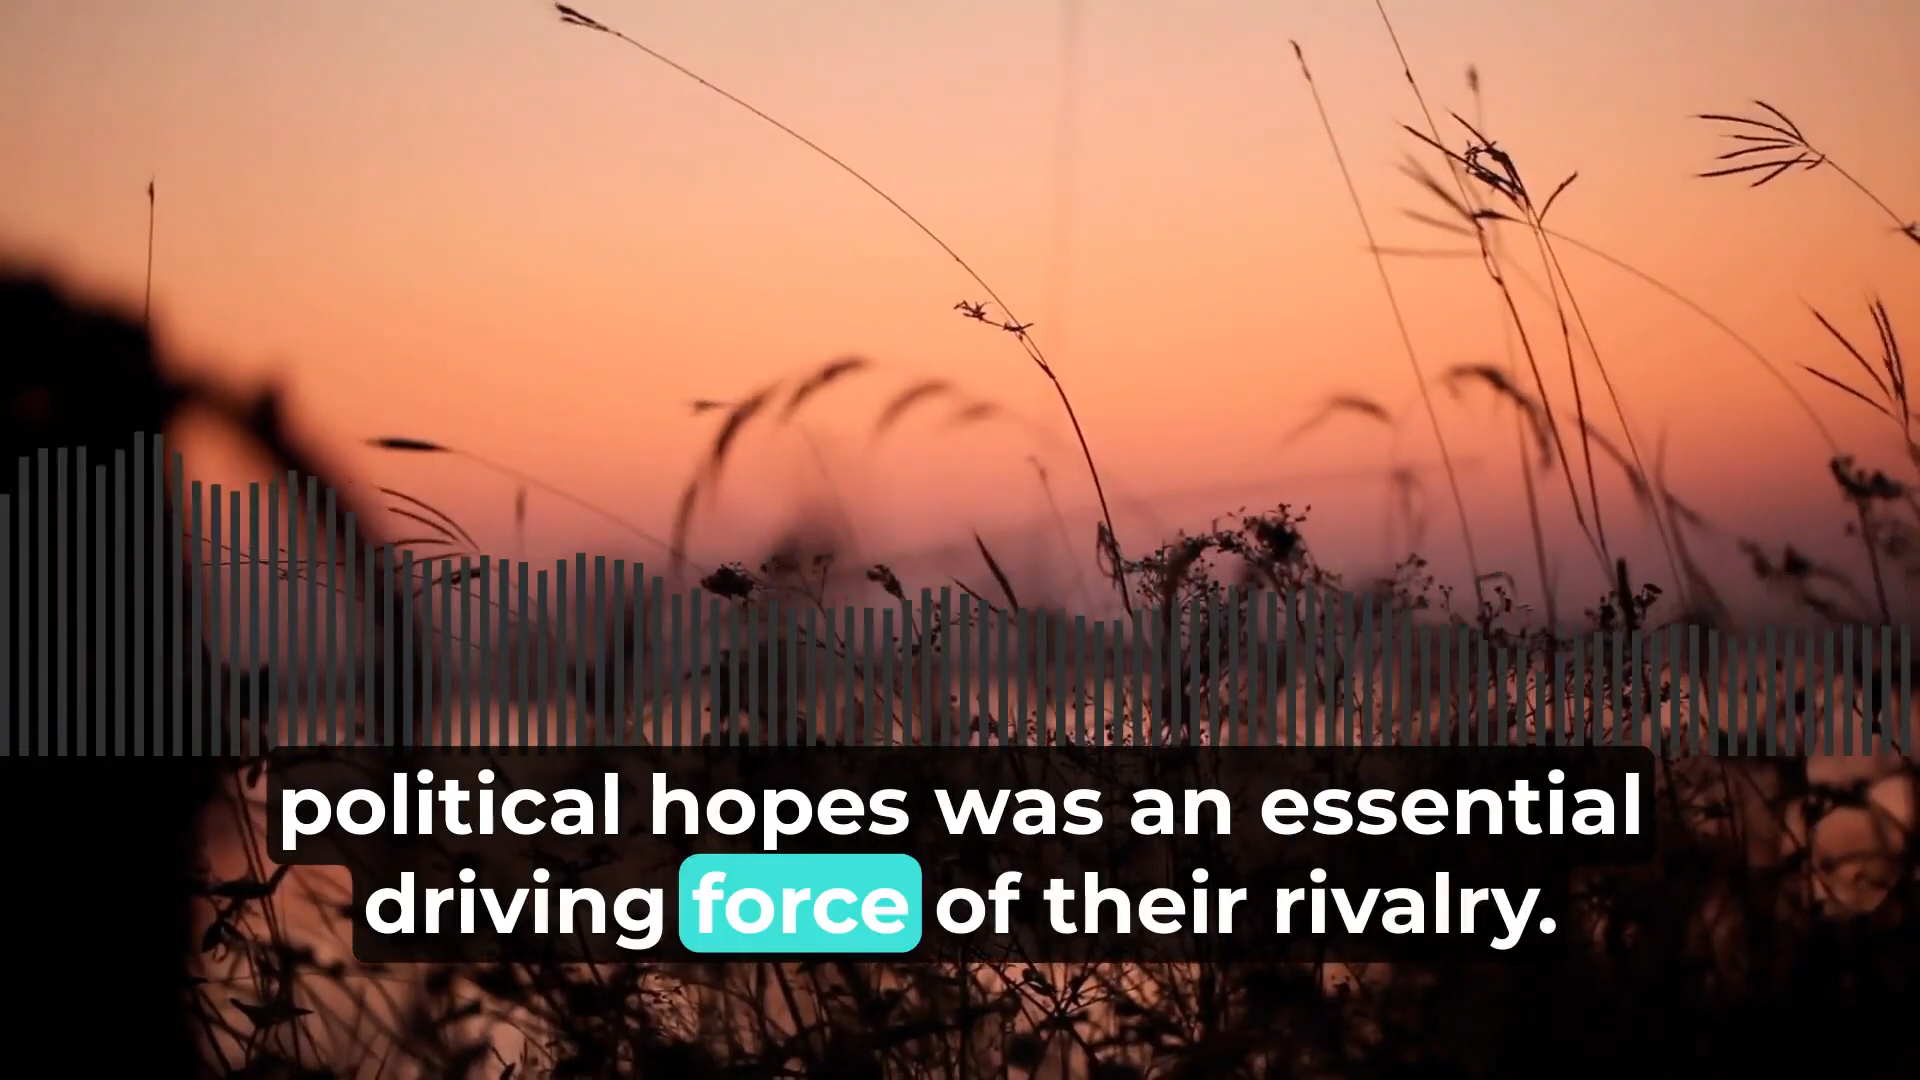 political hopes was an essential
driving force of their rivalry.